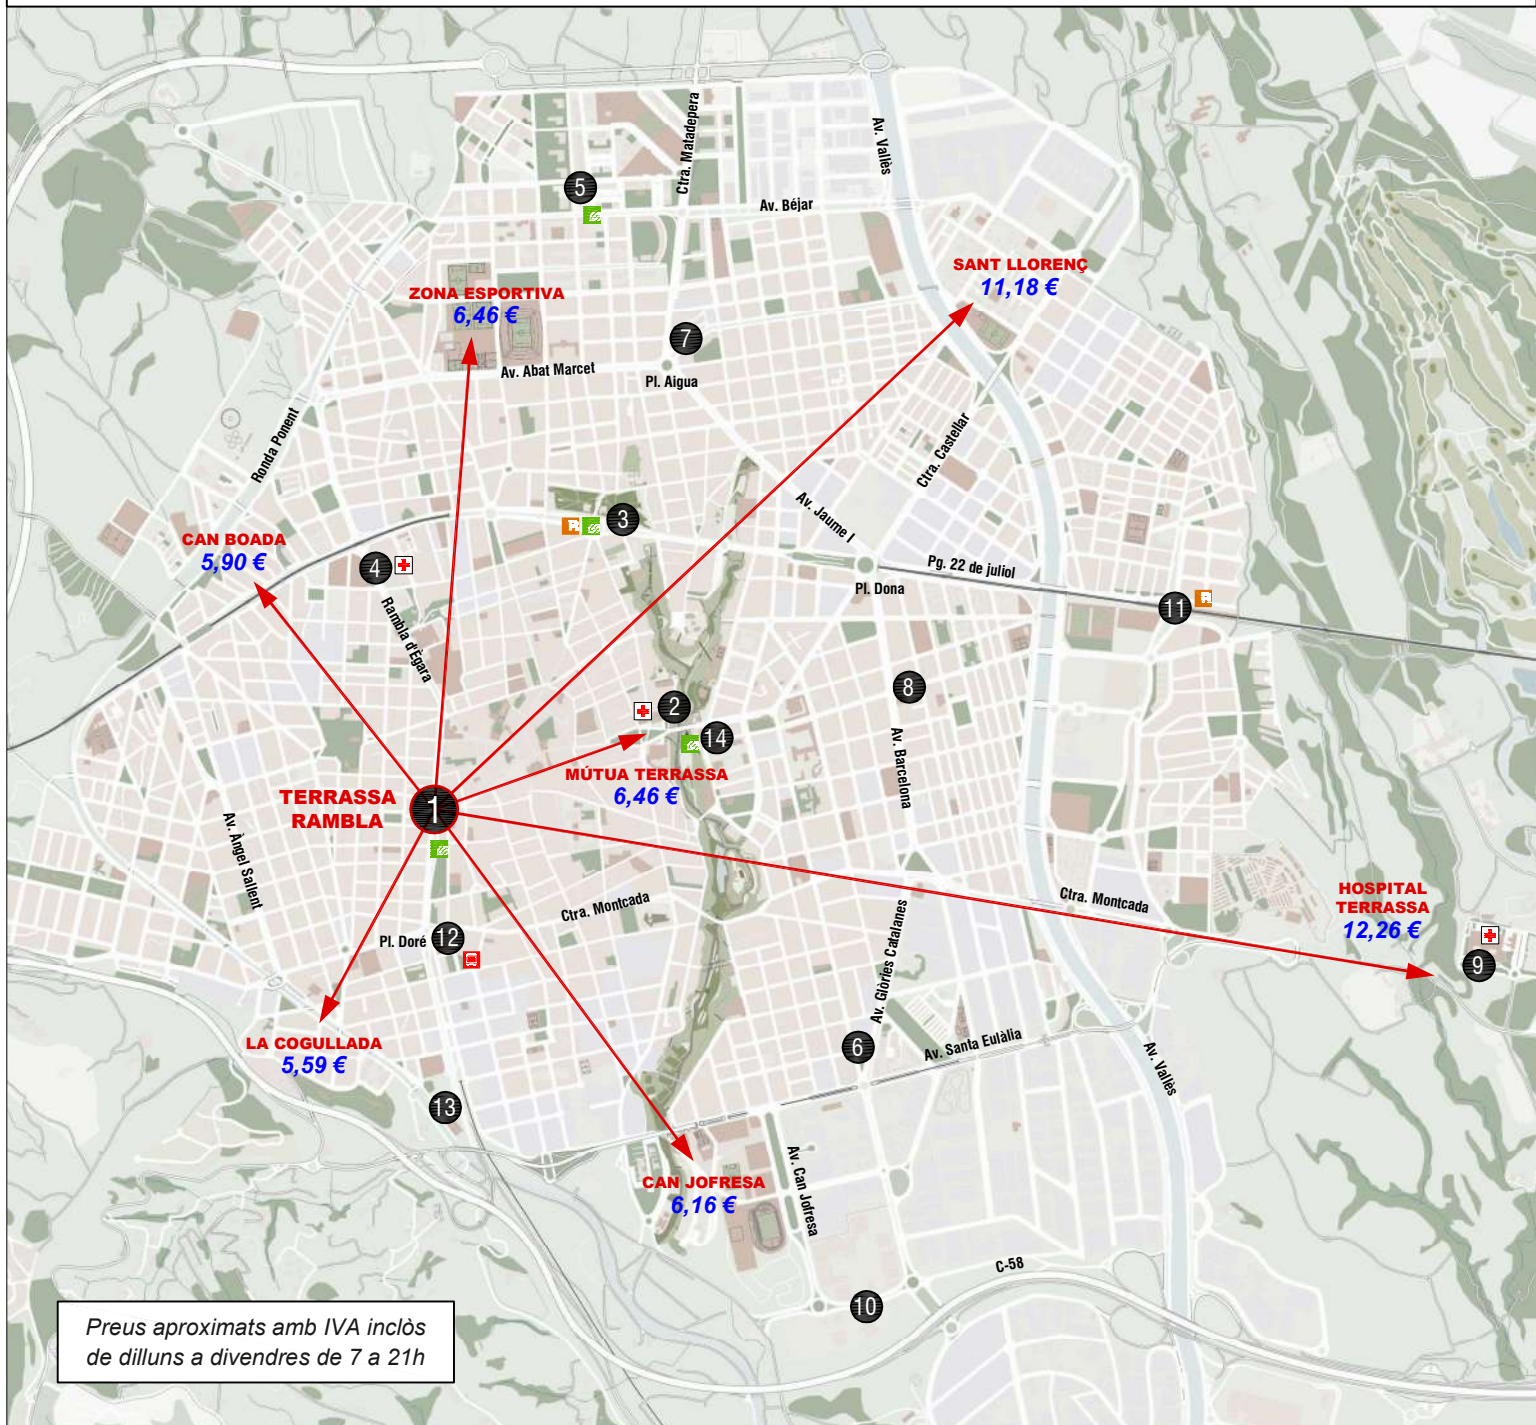 Ctra. Matadepera
Av. Vallès
5
Av. Béjar
SANT LLORENÇ
11,18 €
ZONA ESPORTIVA
6,46 €
7
Av. Abat Marcet
Pl. Aigua
Ronda Ponent
Ctra. Castellar
Av. Jaume I
3
R
CAN BOADA
5,90 €
4
Rambla d'Ègara
Pg. 22 de juliol
Pl. Dona
11
R
8
2
14
Av. Barcelona
MÚTUA TERRASSA
6,46 €
TERRASSA
RAMBLA
1
Av. Àngel Sallent
Ctra. Montcada
Ctra. Montcada
HOSPITAL
TERRASSA
12,26 €
9
Pl. Doré
12
Av. Glòries Catalanes
LA COGULLADA
5,59 €
6
Av. Santa Eulàlia
Av. Vallès
13
CAN JOFRESA
6,16 €
Av. Can Jofresa
C-58
10
Preus aproximats amb IVA inclòs
de dilluns a divendres de 7 a 21h